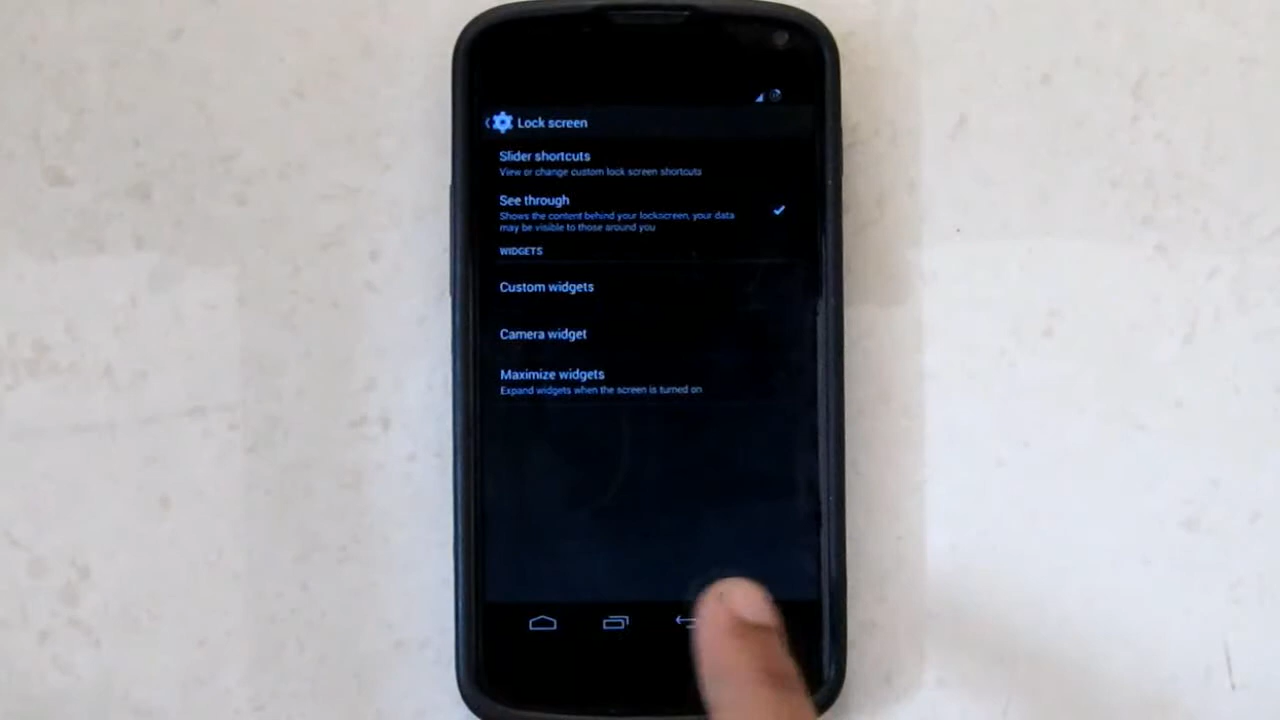 Lock screen
Slider shortcuts
View or change custom lock screen shortcuts
See through
Shows the content behind your lockscreen, your data
may be visible to those around you
WIDGETS
Custom widgets
Camera widget
Maximize widgets
Expand widgets when the screen is turned on